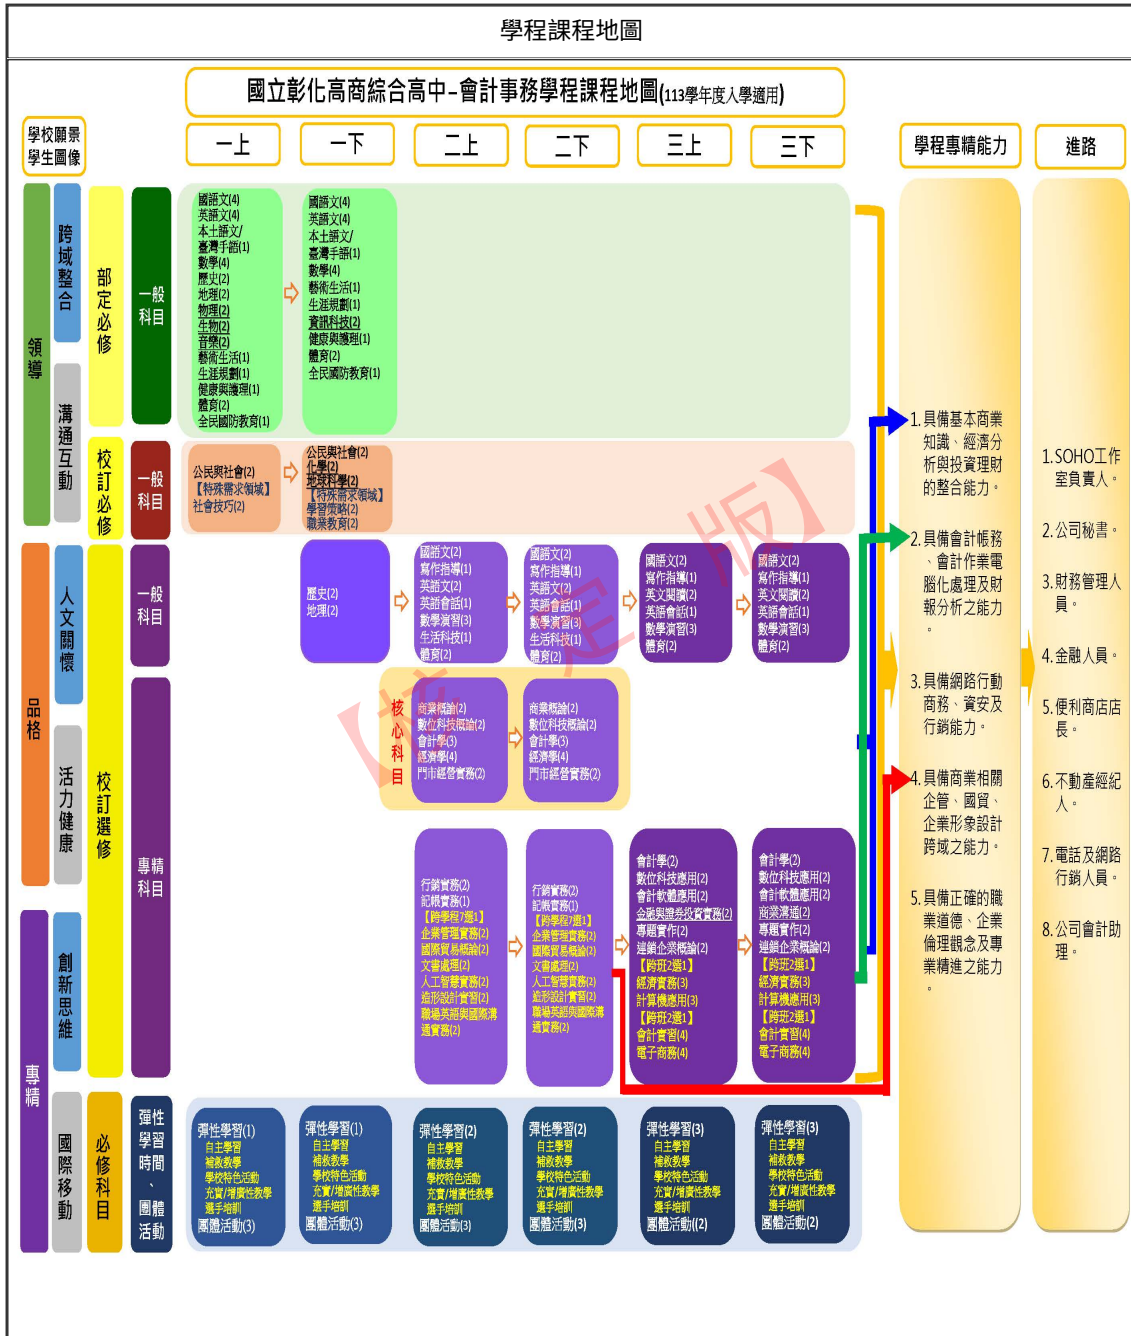 學程課程地圖
國立彰化高商綜合高中–會計事務學程課程地圖(113學年度入學適用)
學校願景
學生圖像
一上
一下
二上
二下
三上
三下
學程專精能力
進路
領導
品格
專精
跨域整合
溝通互動
人文關懷
活力健康
創新思維
國際移動
部定必修
校訂必修
校訂選修
必修科目
一般
科目
一般
科目
一般
科目
專精
科目
彈性
學習
時間
、
團體
活動
國語文(4)
英語文(4)
本土語文/
臺灣手語(1)
數學(4)
歷史(2)
地理(2)
物理(2)
生物(2)
音樂(2)
藝術生活(1)
生涯規劃(1)
健康與護理(1)
體育(2)
全民國防教育(1)
國語文(4)
英語文(4)
本土語文/
臺灣手語(1)
數學(4)
藝術生活(1)
生涯規劃(1)
資訊科技(2)
健康與護理(1)
體育(2)
全民國防教育(1)
公民與社會(2)
【特殊需求領域】
社會技巧(2)
公民與社會(2)
化學(2)
地球科學(2)
【特殊需求領域】
學習策略(2)
職業教育(2)
歷史(2)
地理(2)
國語文(2)
寫作指導(1)
英語文(2)
英語會話(1)
數學演習(3)
生活科技(1)
體育(2)
國語文(2)
寫作指導(1)
英語文(2)
英語會話(1)
數學演習(3)
生活科技(1)
體育(2)
國語文(2)
寫作指導(1)
英文閱讀(2)
英語會話(1)
數學演習(3)
體育(2)
國語文(2)
寫作指導(1)
英文閱讀(2)
英語會話(1)
數學演習(3)
體育(2)
核心科目
商業概論(2)
數位科技概論(2)
會計學(3)
經濟學(4)
門市經營實務(2)
商業概論(2)
數位科技概論(2)
會計學(3)
經濟學(4)
門市經營實務(2)
行銷實務(2)
記帳實務(1)
【跨學程7選1】
企業管理實務(2)
國際貿易概論(2)
文書處理(2)
人工智慧實務(2)
造形設計實習(2)
職場英語與國際溝
通實務(2)
行銷實務(2)
記帳實務(1)
【跨學程7選1】
企業管理實務(2)
國際貿易概論(2)
文書處理(2)
人工智慧實務(2)
造形設計實習(2)
職場英語與國際溝
通實務(2)
會計學(2)
數位科技應用(2)
會計軟體應用(2)
金融與證券投資實務(2)
專題實作(2)
連鎖企業概論(2)
【跨班2選1】
經濟實務(3)
計算機應用(3)
【跨班2選1】
會計實習(4)
電子商務(4)
會計學(2)
數位科技應用(2)
會計軟體應用(2)
商業溝通(2)
專題實作(2)
連鎖企業概論(2)
【跨班2選1】
經濟實務(3)
計算機應用(3)
【跨班2選1】
會計實習(4)
電子商務(4)
彈性學習(1)
自主學習
補救教學
學校特色活動
充實/增廣性教學
選手培訓
團體活動(3)
彈性學習(1)
自主學習
補救教學
學校特色活動
充實/增廣性教學
選手培訓
團體活動(3)
彈性學習(2)
自主學習
補救教學
學校特色活動
充實/增廣性教學
選手培訓
團體活動(3)
彈性學習(2)
自主學習
補救教學
學校特色活動
充實/增廣性教學
選手培訓
團體活動(3)
彈性學習(3)
自主學習
補救教學
學校特色活動
充實/增廣性教學
選手培訓
團體活動((2)
彈性學習(3)
自主學習
補救教學
學校特色活動
充實/增廣性教學
選手培訓
團體活動(2)
1.具備基本商業
知識、經濟分
析與投資理財
的整合能力。
2.具備會計帳務
、會計作業電
腦化處理及財
報分析之能力
。
3.具備網路行動
商務、資安及
行銷能力。
4.具備商業相關
企管、國貿、
企業形象設計
跨域之能力。
5.具備正確的職
業道德、企業
倫理觀念及專
業精進之能力
。
1.SOHO工作
室負責人。
2.公司秘書。
3.財務管理人
員。
4.金融人員。
5.便利商店店
長。
6.不動產經紀
人。
7.電話及網路
行銷人員。
8.公司會計助
理。
【核定版】